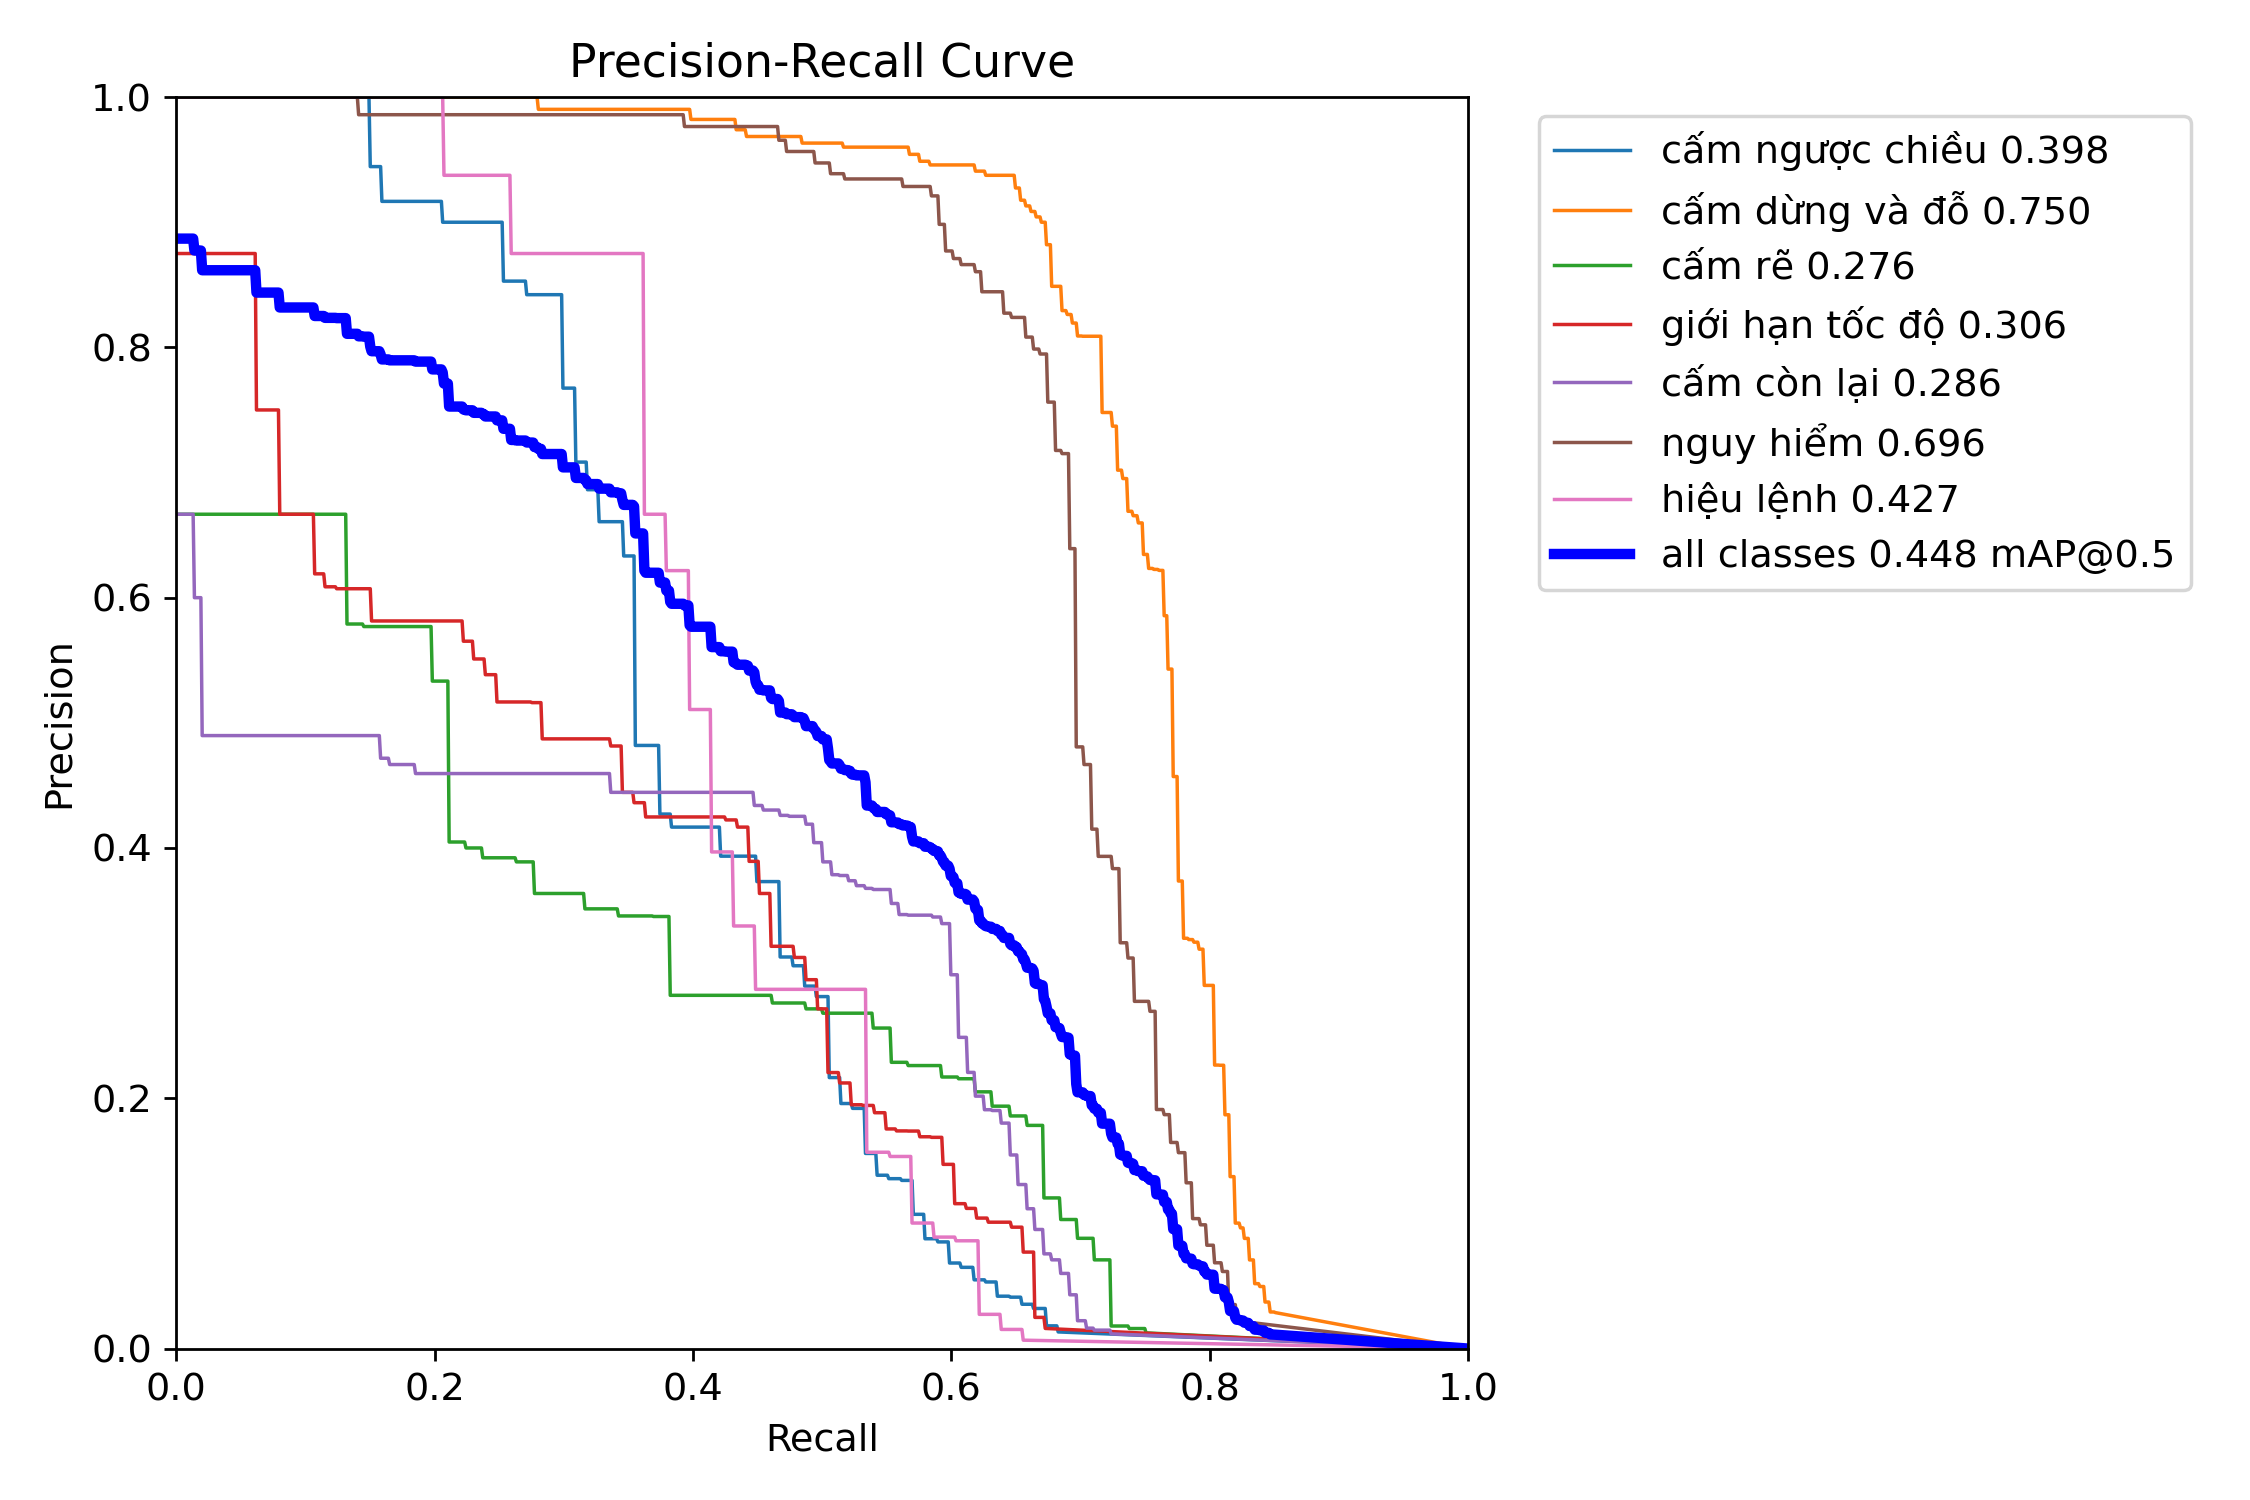 Precision-Recall Curve
1.0
0.8
0.6
0.4
0.2
0.0
Precision
0.0 0.2 0.4 0.6 0.8 1.0
Recall
cấm ngược chiều 0.398
cấm dừng và đỗ 0.750
cấm rẽ 0.276
giới hạn tốc độ 0.306
cấm còn lại 0.286
nguy hiểm 0.696
hiệu lệnh 0.427
all classes 0.448 mAP@0.5